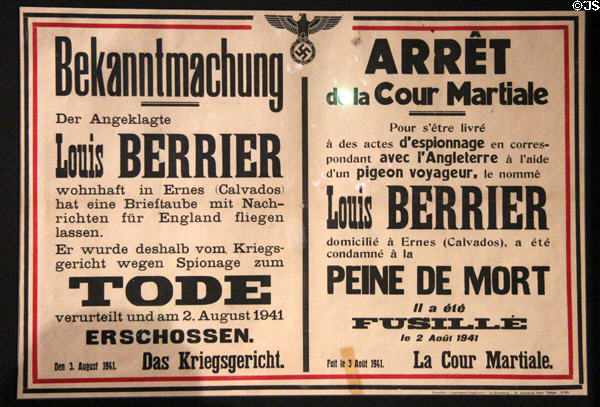 © JS
Bekanntmachung
Der Angeklagte
Louis BERRIER
wohnhaft in Ernes (Calvados)
hat eine Brieftaube mit Nach-
richten für England fliegen
lassen.
Er wurde deshalb vom Kriegs-
gericht wegen Spionage zum
TODE
verurteilt und am 2. August 1941
ERSCHOSSEN.
Den 3. August 1941. Das Kriegsgericht.
ARRÊT
de la Cour Martiale
Pour s'être livré
à des actes d'espionnage en corres-
pondant avec l'Angleterre à l'aide
d'un pigeon voyageur, le nommé
Louis BERRIER
domicilié à Ernes (Calvados), a été
condamné à la
PEINE DE MORT
Il a été
FUSILLÉ
le 2 Août 1941
Fait le 3 Août 1941. La Cour Martiale.